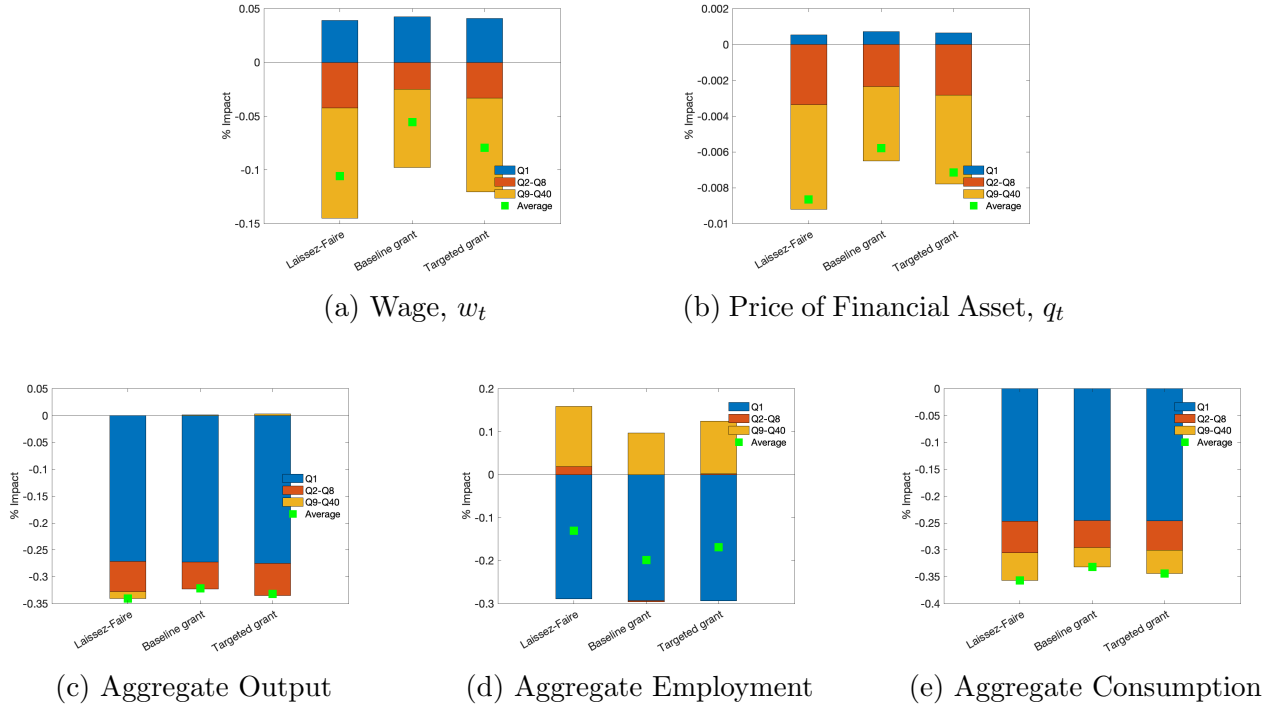 0.05
0
-0.05
-0.1
-0.15
% Impact
Q1
Q2-Q8
Q9-Q40
Average
Laissez-Faire
Baseline grant
Targeted grant
(a) Wage, w_t
0.002
0
-0.002
-0.004
-0.006
-0.008
-0.01
% Impact
Q1
Q2-Q8
Q9-Q40
Average
Laissez-Faire
Baseline grant
Targeted grant
(b) Price of Financial Asset, q_t
0.05
0
-0.05
-0.1
-0.15
-0.2
-0.25
-0.3
-0.35
% Impact
Q1
Q2-Q8
Q9-Q40
Average
Laissez-Faire
Baseline grant
Targeted grant
(c) Aggregate Output
0.2
0.1
0
-0.1
-0.2
-0.3
% Impact
Q1
Q2-Q8
Q9-Q40
Average
Laissez-Faire
Baseline grant
Targeted grant
(d) Aggregate Employment
0
-0.05
-0.1
-0.15
-0.2
-0.25
-0.3
-0.35
-0.4
% Impact
Q1
Q2-Q8
Q9-Q40
Average
Laissez-Faire
Baseline grant
Targeted grant
(e) Aggregate Consumption